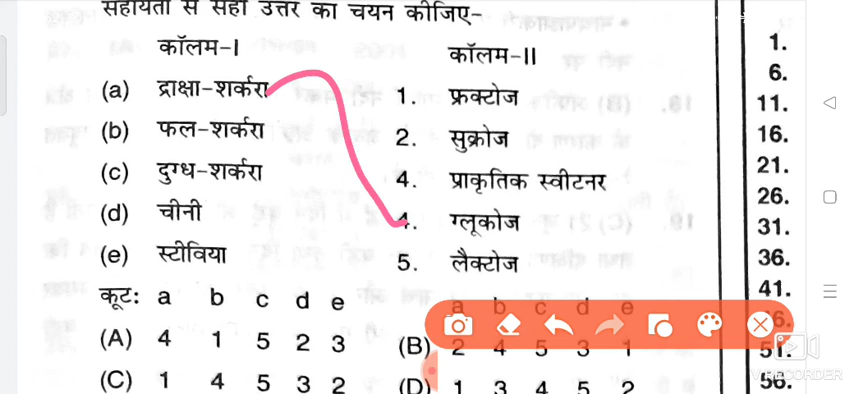 सहायता से सही उत्तर का चयन कीजिए-
कॉलम-I कॉलम-II
(a) द्राक्षा-शर्करा 1. फ्रक्टोज
(b) फल-शर्करा 2. सुक्रोज
(c) दुग्ध-शर्करा 4. प्राकृतिक स्वीटनर
(d) चीनी 4. ग्लूकोज
(e) स्टीविया 5. लैक्टोज
कूट: a b c d e a b c d e
(A) 4 1 5 2 3 (B) 2 4 5 3 1
(C) 1 4 5 3 2 (D) 1 3 4 5 2
1.
6.
11.
16.
21.
26.
31.
36.
41.
51.
56.
RECORDER